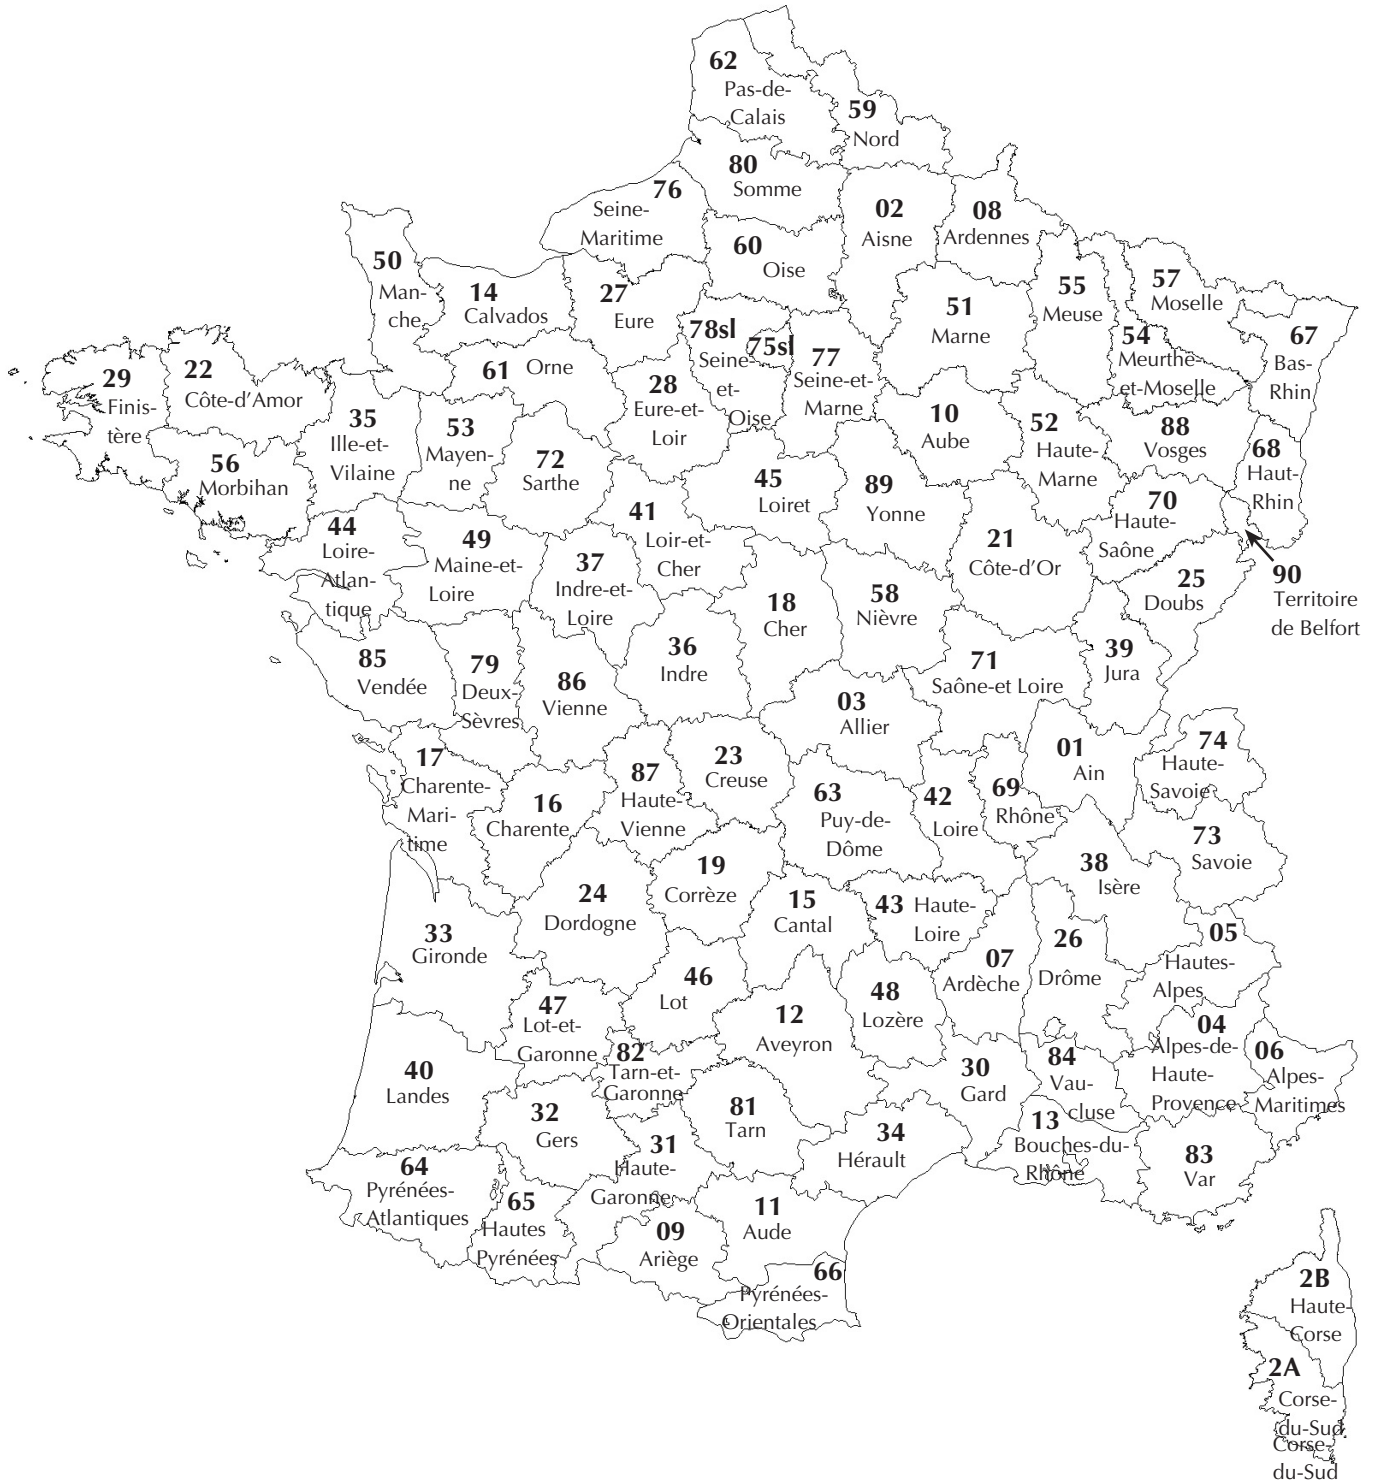 62
Pas-de-
Calais
59
Nord
80
Somme
76
Seine-
Maritime
02
Aisne
08
Ardennes
60
Oise
50
Man-
che
14
Calvados
27
Eure
51
Marne
55
Meuse
57
Moselle
54
Meurthe-
et-Moselle
67
Bas-
Rhin
78sl
Seine-
et-
Oise
75sl
77
Seine-et-
Marne
61 Orne
28
Eure-et-
Loir
29
Finis-
tère
22
Côte-d’Amor
35
Ille-et-
Vilaine
53
Mayen-
ne
72
Sarthe
10
Aube
52
Haute-
Marne
88
Vosges
68
Haut-
Rhin
56
Morbihan
45
Loiret
89
Yonne
70
Haute-
Saône
44
Loire-
Atlan-
tique
49
Maine-et-
Loire
41
Loir-et-
Cher
37
Indre-et-
Loire
21
Côte-d’Or
25
Doubs
90
Territoire
de Belfort
18
Cher
58
Nièvre
36
Indre
85
Vendée
79
Deux-
Sèvres
86
Vienne
71
Saône-et Loire
39
Jura
03
Allier
17
Charente-
Mari-
time
16
Charente
87
Haute-
Vienne
23
Creuse
63
Puy-de-
Dôme
42
Loire
69
Rhône
01
Ain
74
Haute-
Savoie
73
Savoie
38
Isère
24
Dordogne
19
Corrèze
15
Cantal
43 Haute-
Loire
33
Gironde
46
Lot
48
Lozère
07
Ardèche
26
Drôme
05
Hautes-
Alpes
47
Lot-et-
Garonne
12
Aveyron
04
Alpes-de-
Haute-
Provence
06
Alpes-
Maritimes
40
Landes
82
Tarn-et-
Garonne
30
Gard
84
Vau-
cluse
32
Gers
81
Tarn
31
Haute-
Garonne
34
Hérault
13
Bouches-du-
Rhône
83
Var
64
Pyrénées-
Atlantiques
65
Hautes
Pyrénées
09
Ariège
11
Aude
66
Pyrénées-
Orientales
2B
Haute-
Corse
2A
Corse-
du-Sud
Corse-
du-Sud